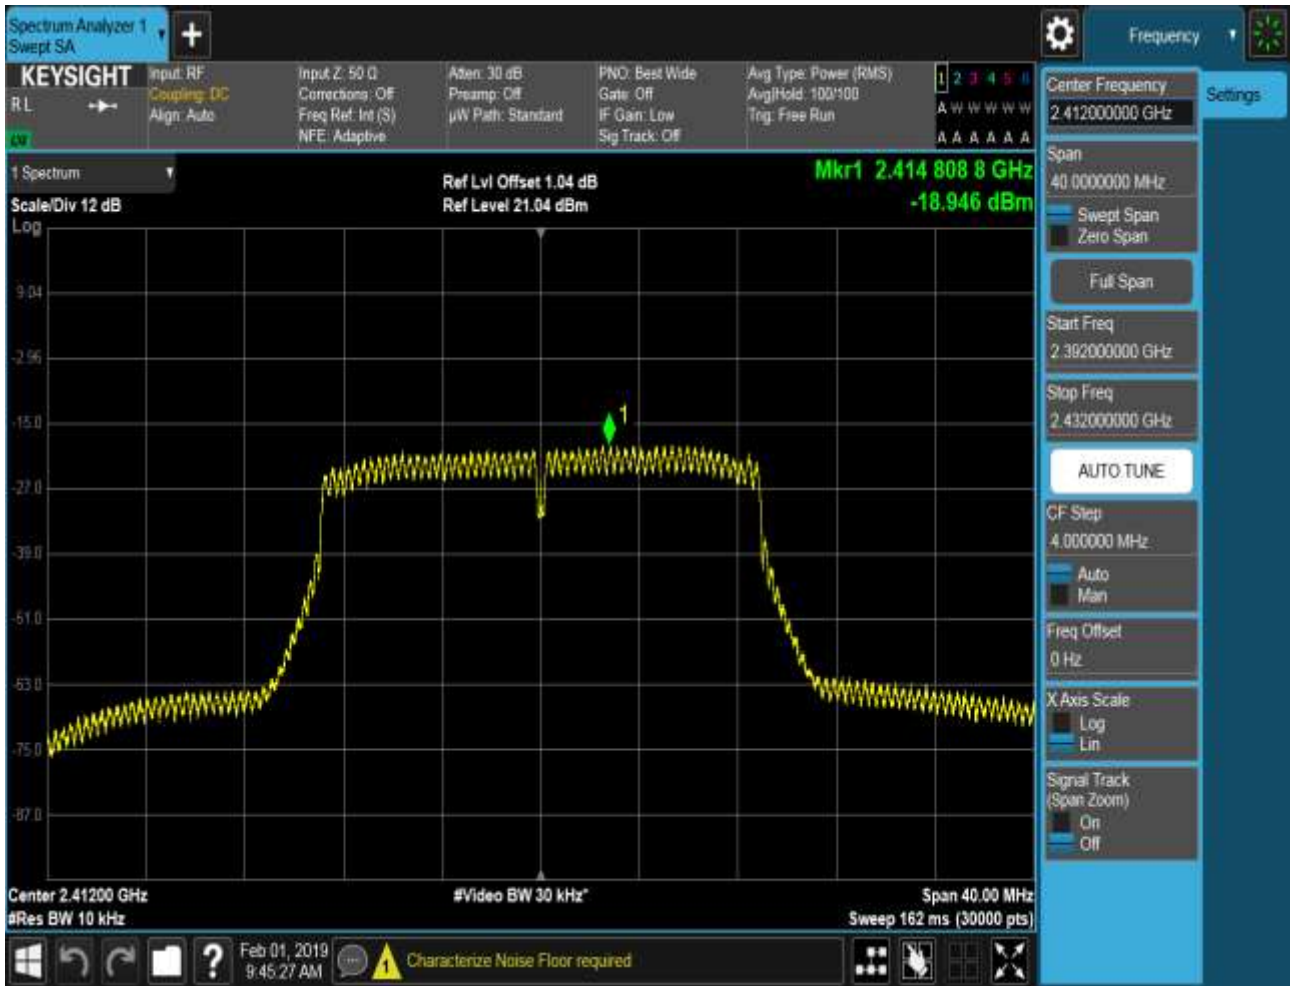 Spectrum Analyzer 1
Swept SA
+
Frequency
KEYSIGHT
R L
Input: RF
Coupling: DC
Align: Auto
Input Z: 50 Ω
Corrections: Off
Freq Ref: Int (S)
NFE: Adaptive
Atten: 30 dB
Preamp: Off
µW Path: Standard
PNO: Best Wide
Gate: Off
IF Gain: Low
Sig Track: Off
Avg Type: Power (RMS)
Avg|Hold: 100/100
Trig: Free Run
1 2 3 4 5 6
A W W W W W
A A A A A A
1 Spectrum
Scale/Div 12 dB
Log
Ref Lvl Offset 1.04 dB
Ref Level 21.04 dBm
Mkr1 2.414 808 8 GHz
-18.946 dBm
9.04
-2.96
-15.0
-27.0
-39.0
-51.0
-63.0
-75.0
-87.0
1
Center 2.41200 GHz
#Res BW 10 kHz
#Video BW 30 kHz*
Span 40.00 MHz
Sweep 162 ms (30000 pts)
Center Frequency
2.412000000 GHz
Settings
Span
40.0000000 MHz
Swept Span
Zero Span
Full Span
Start Freq
2.392000000 GHz
Stop Freq
2.432000000 GHz
AUTO TUNE
CF Step
4.000000 MHz
Auto
Man
Freq Offset
0 Hz
X Axis Scale
Log
Lin
Signal Track
(Span Zoom)
On
Off
?
Feb 01, 2019
9:45:27 AM
1
Characterize Noise Floor required